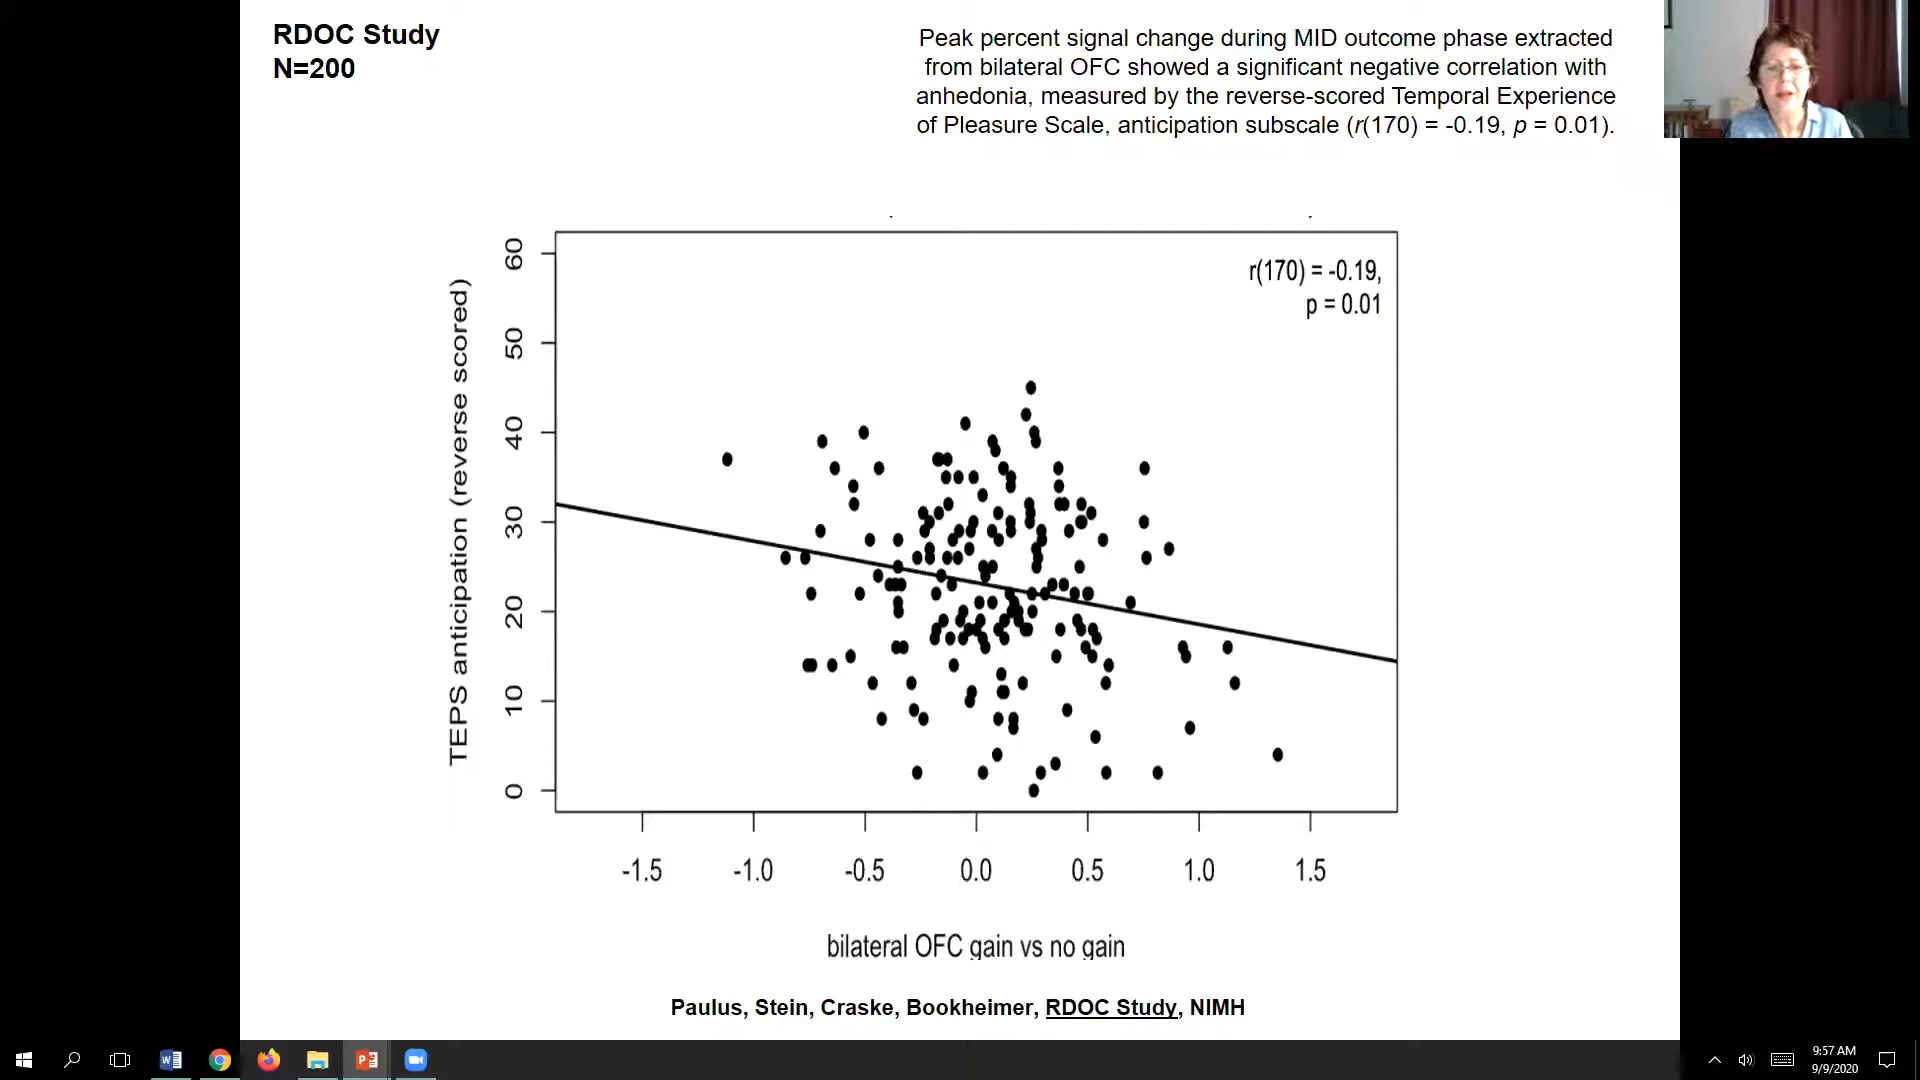 RDOC Study
N=200
Peak percent signal change during MID outcome phase extracted
from bilateral OFC showed a significant negative correlation with
anhedonia, measured by the reverse-scored Temporal Experience
of Pleasure Scale, anticipation subscale (r(170) = -0.19, p = 0.01).
r(170) = -0.19,
p = 0.01
TEPS anticipation (reverse scored)
60
50
40
30
20
10
0
-1.5 -1.0 -0.5 0.0 0.5 1.0 1.5
bilateral OFC gain vs no gain
Paulus, Stein, Craske, Bookheimer, RDOC Study, NIMH
9:57 AM
9/9/2020